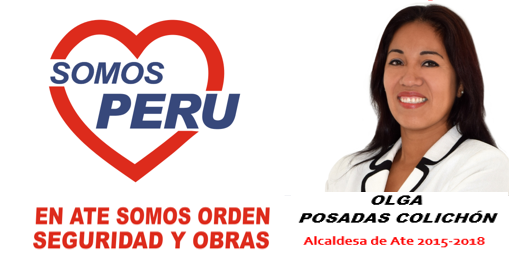 SOMOS
PERU
EN ATE SOMOS ORDEN
SEGURIDAD Y OBRAS
OLGA
POSADAS COLICHÓN
Alcaldesa de Ate 2015-2018